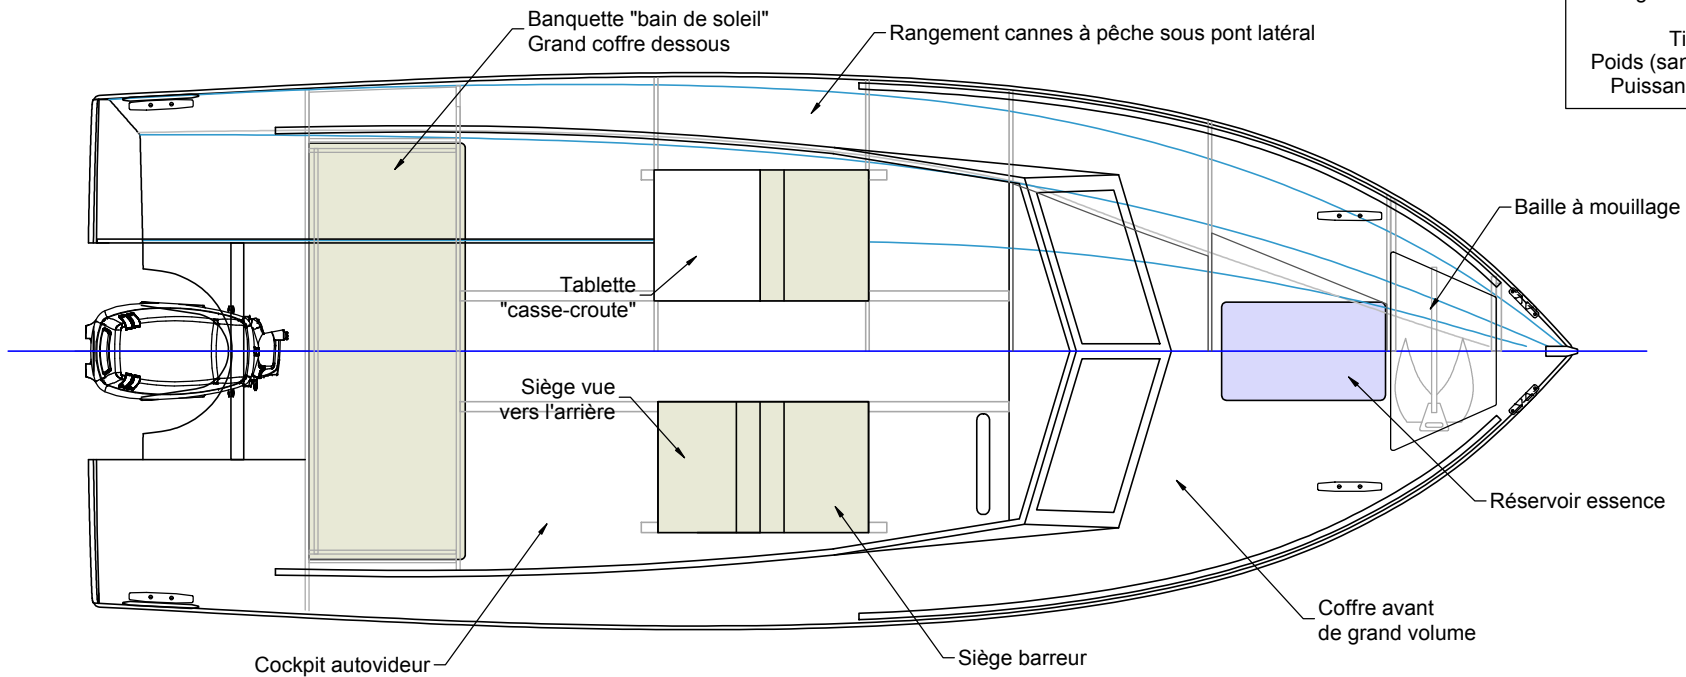 Banquette "bain de soleil"
Grand coffre dessous
Rangement cannes à pêche sous pont latéral
Poids
Baille à mouillage
Tablette
"casse-croute"
Siège vue
vers l'arrière
Réservoir essence
Coffre avant
de grand volume
Siège barreur
Cockpit autovideur